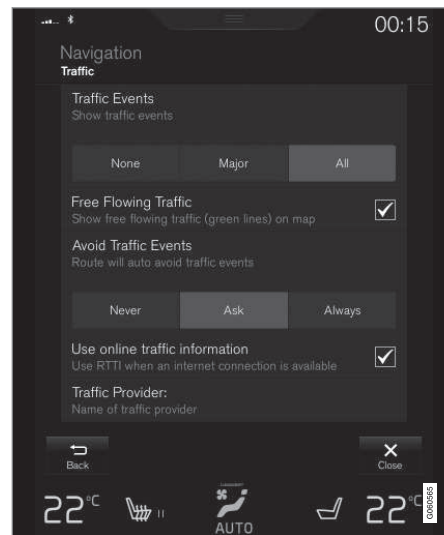 00:15
Navigation
Traffic
Traffic Events
Show traffic events
None Major All
Free Flowing Traffic
Show free flowing traffic (green lines) on map
Avoid Traffic Events
Route will auto avoid traffic events
Never Ask Always
Use online traffic information
Use RTTI when an internet connection is available
Traffic Provider:
Name of traffic provider
Back Close
22°C 22°C
AUTO
G060565